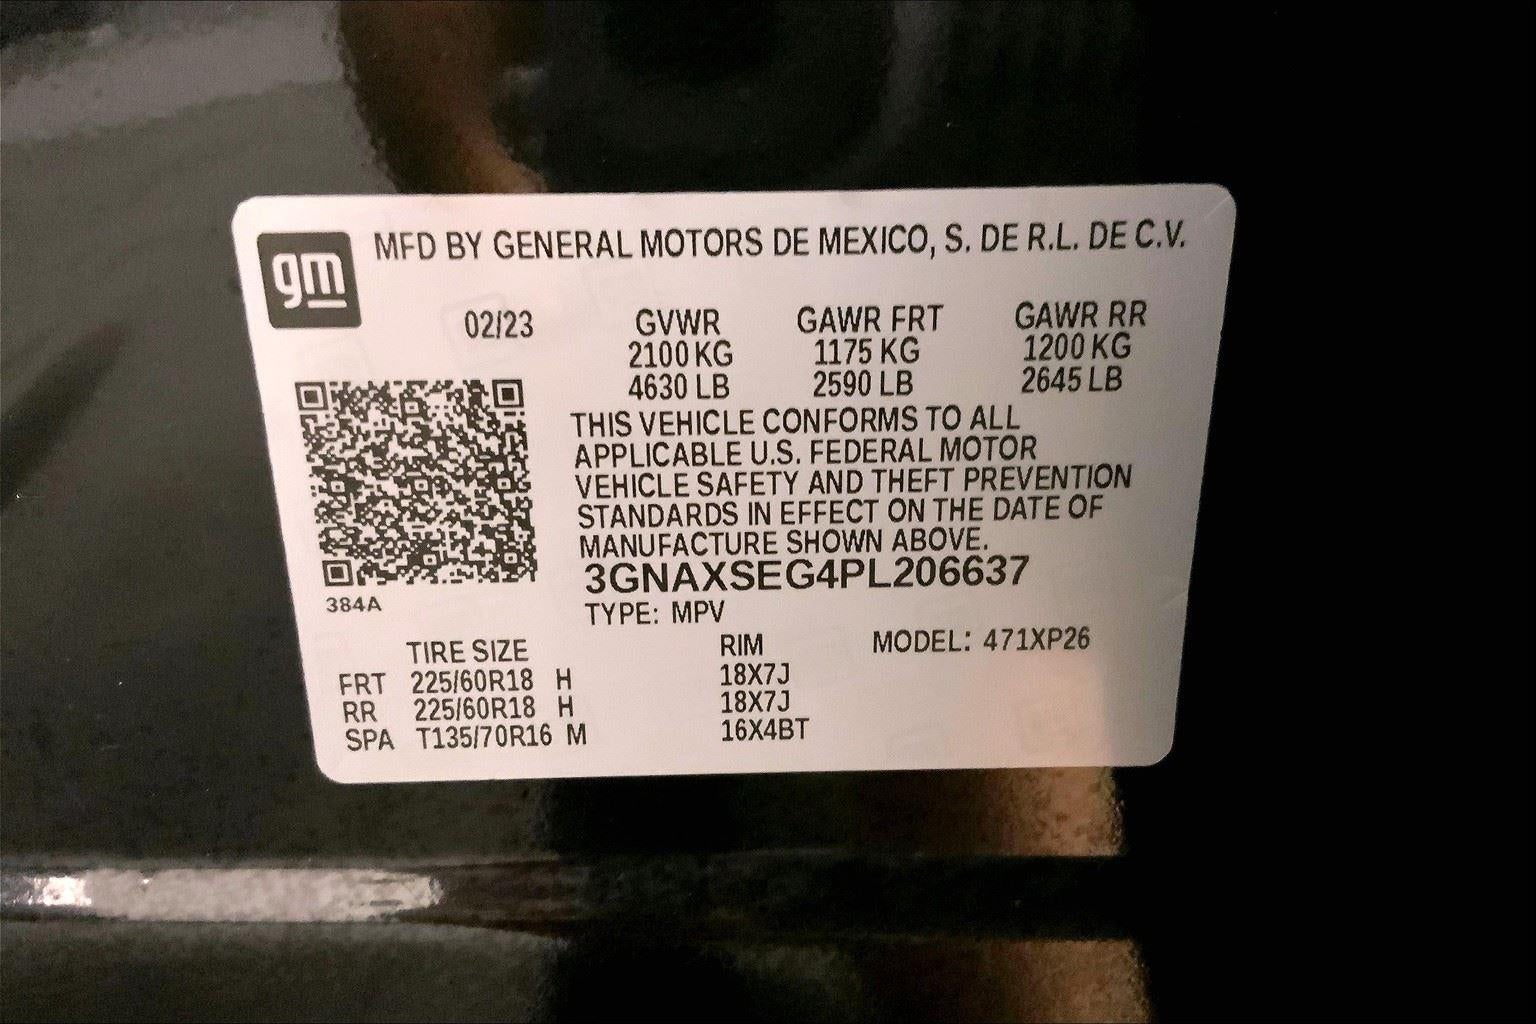 gm
MFD BY GENERAL MOTORS DE MEXICO, S. DE R.L. DE C.V.
02/23 GVWR GAWR FRT GAWR RR
2100 KG 1175 KG 1200 KG
4630 LB 2590 LB 2645 LB
THIS VEHICLE CONFORMS TO ALL
APPLICABLE U.S. FEDERAL MOTOR
VEHICLE SAFETY AND THEFT PREVENTION
STANDARDS IN EFFECT ON THE DATE OF
MANUFACTURE SHOWN ABOVE.
3GNAXSEG4PL206637
384A
TYPE: MPV
TIRE SIZE RIM MODEL: 471XP26
FRT 225/60R18 H 18X7J
RR 225/60R18 H 18X7J
SPA T135/70R16 M 16X4BT